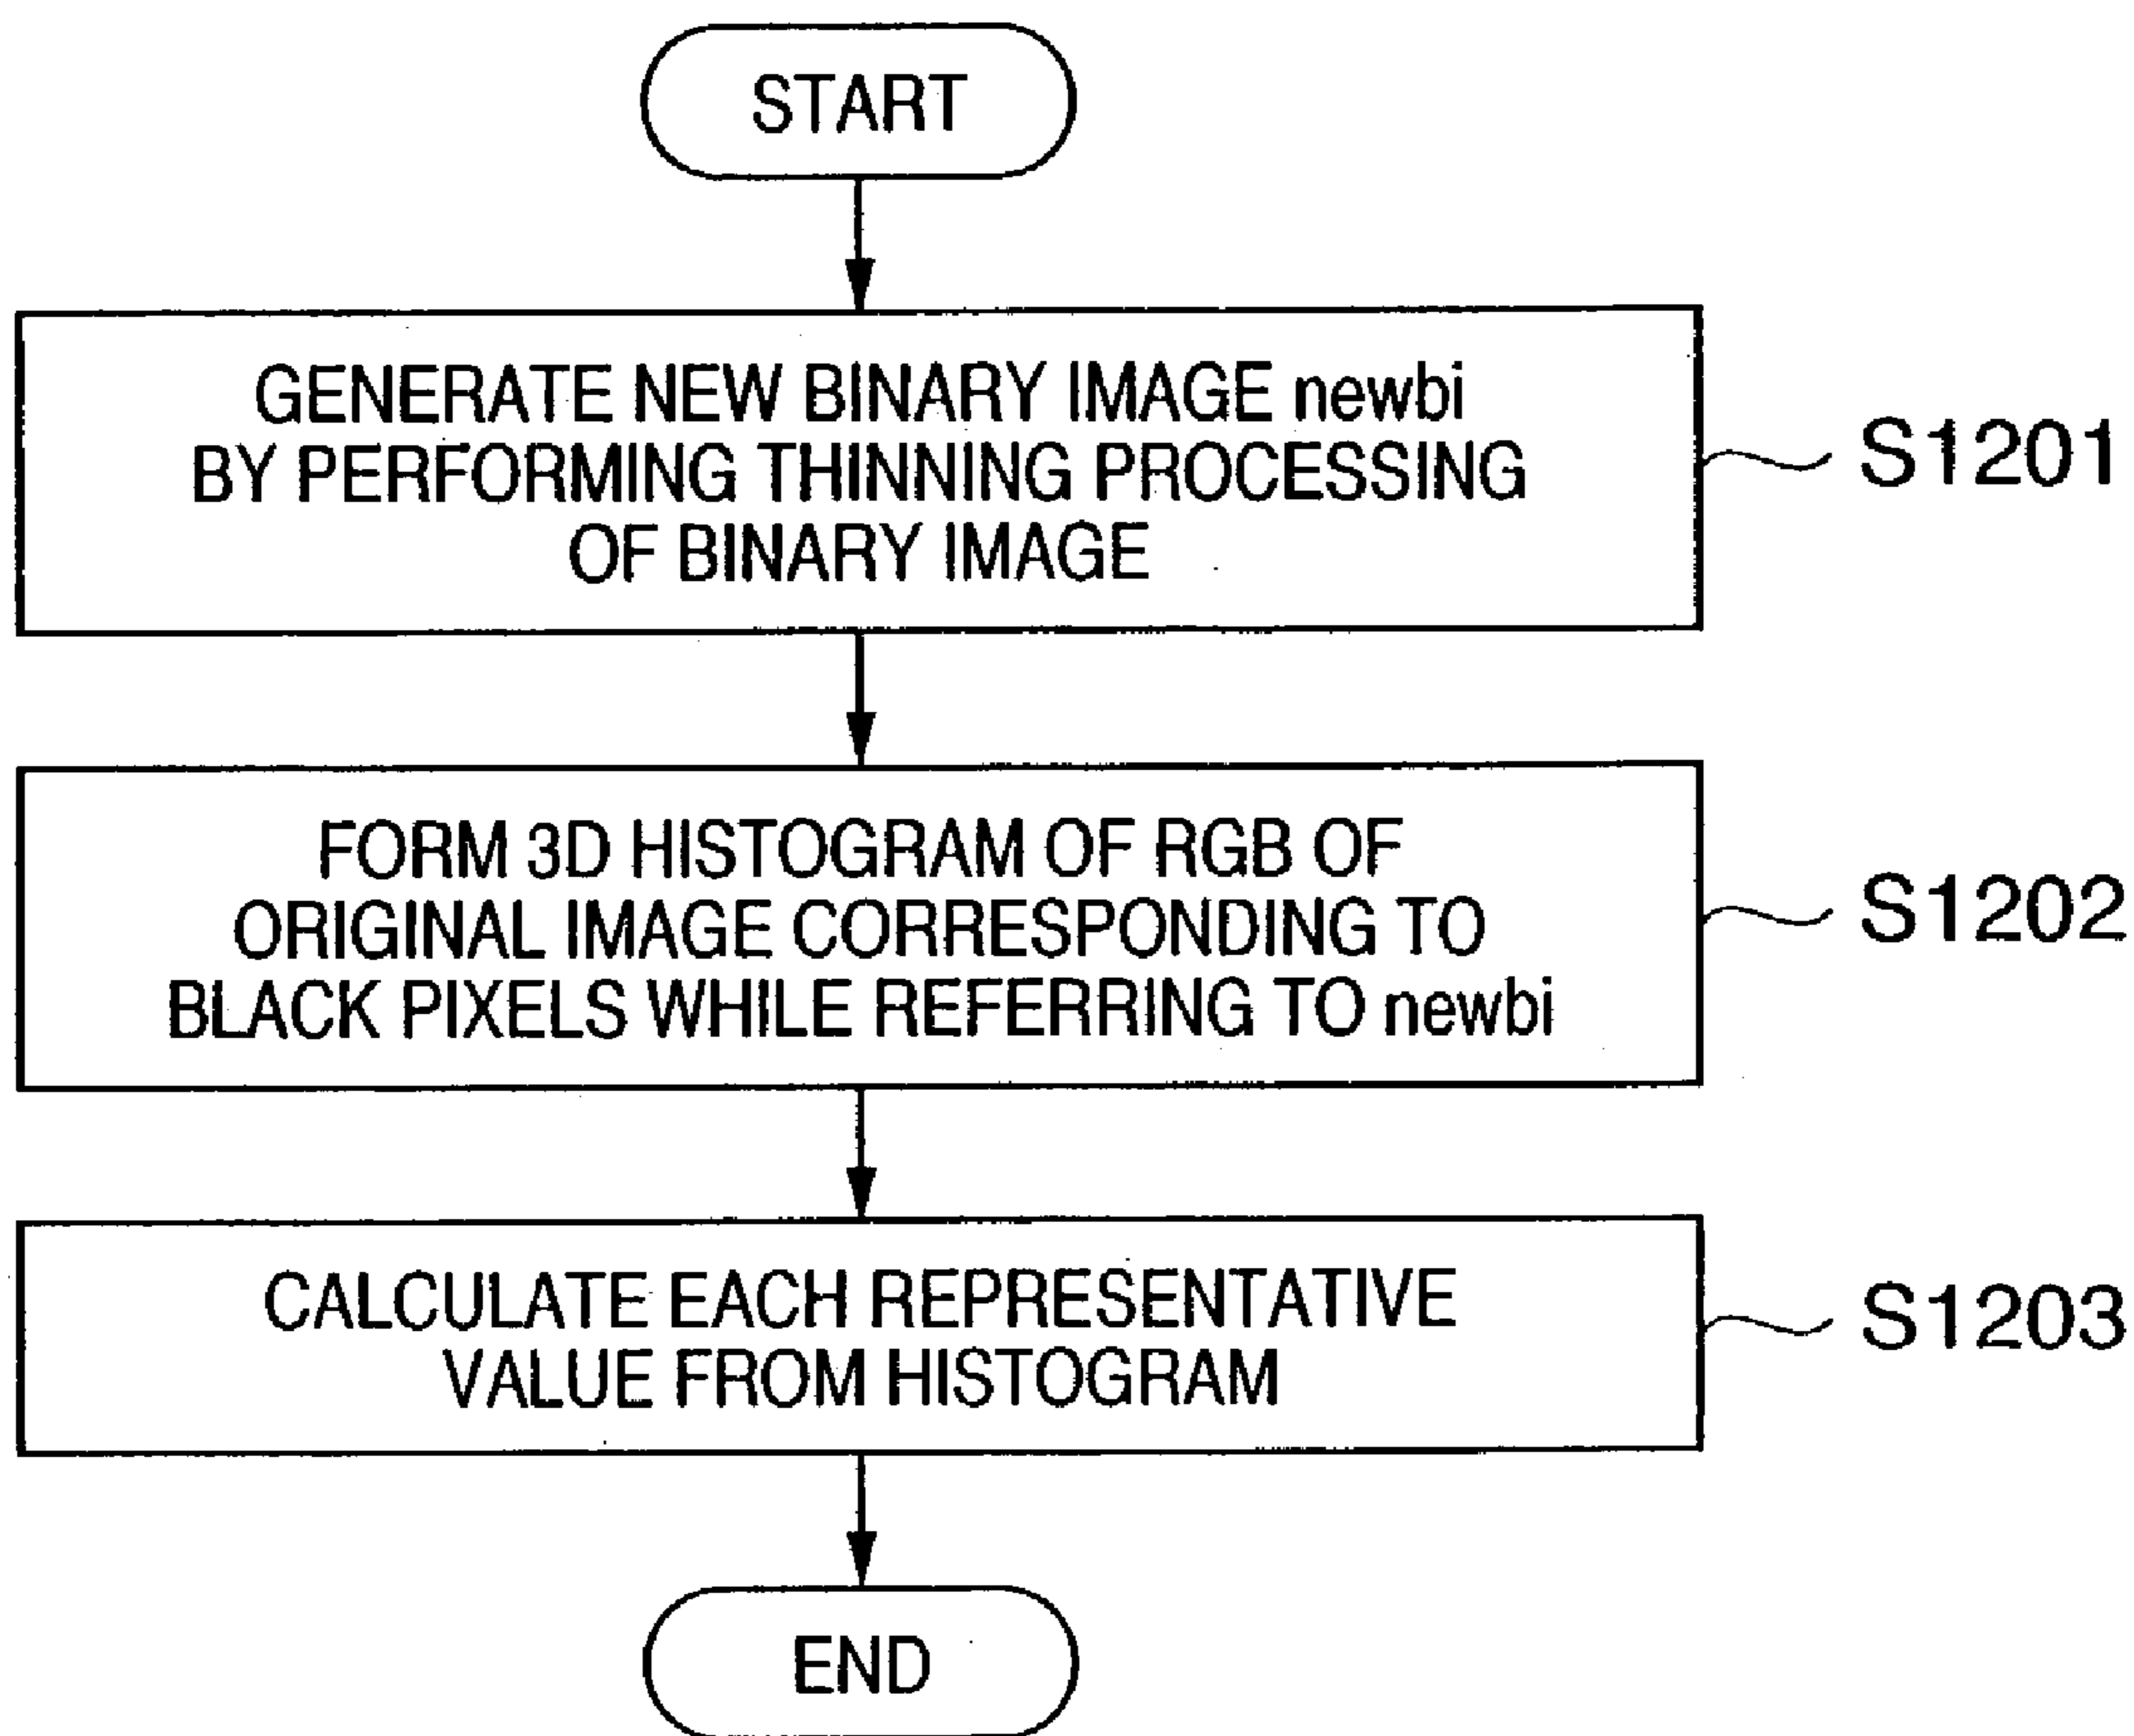 START
GENERATE NEW BINARY IMAGE newbi
BY PERFORMING THINNING PROCESSING
OF BINARY IMAGE
S1201
FORM 3D HISTOGRAM OF RGB OF
ORIGINAL IMAGE CORRESPONDING TO
BLACK PIXELS WHILE REFERRING TO newbi
S1202
CALCULATE EACH REPRESENTATIVE
VALUE FROM HISTOGRAM
S1203
END